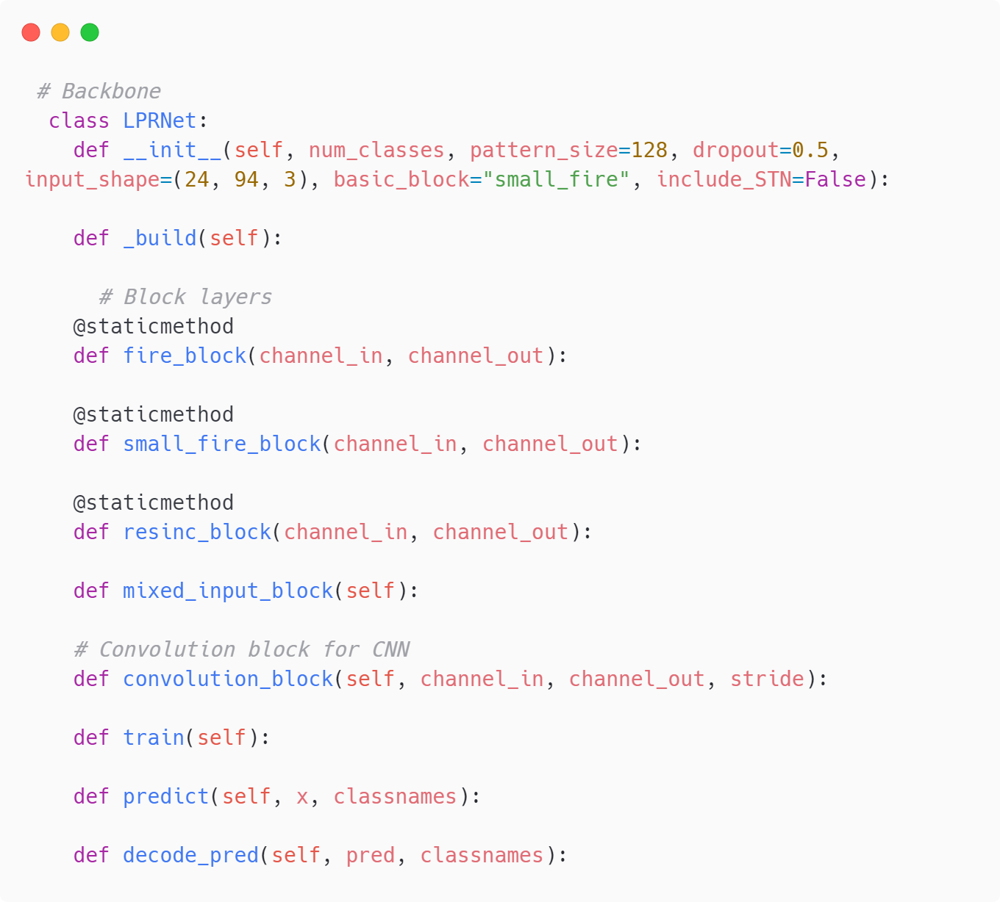 # Backbone
class LPRNet:
def __init__(self, num_classes, pattern_size=128, dropout=0.5,
input_shape=(24, 94, 3), basic_block="small_fire", include_STN=False):
def _build(self):
# Block layers
@staticmethod
def fire_block(channel_in, channel_out):
@staticmethod
def small_fire_block(channel_in, channel_out):
@staticmethod
def resinc_block(channel_in, channel_out):
def mixed_input_block(self):
# Convolution block for CNN
def convolution_block(self, channel_in, channel_out, stride):
def train(self):
def predict(self, x, classnames):
def decode_pred(self, pred, classnames):